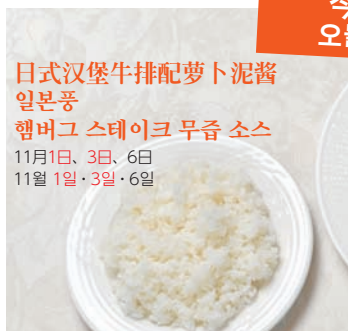 오늘
日式汉堡牛排配萝卜泥酱
일본풍
햄버그 스테이크 무즙 소스
11月1日、3日、6日
11월 1일 · 3일 · 6일